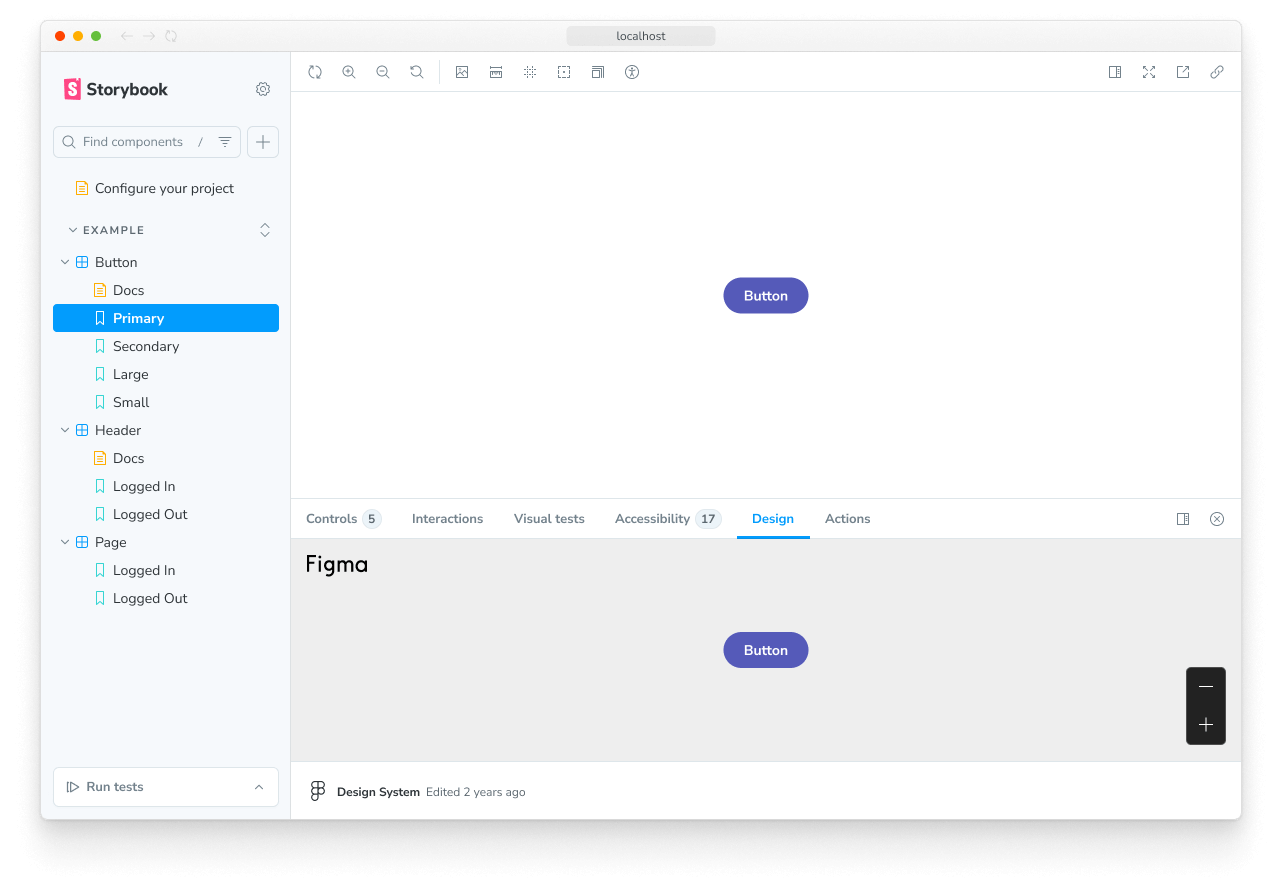 localhost
Storybook
Find components /
Configure your project
EXAMPLE
Button
Docs
Primary
Secondary
Large
Small
Header
Docs
Logged In
Logged Out
Page
Logged In
Logged Out
Run tests
Button
Controls 5 Interactions Visual tests Accessibility 17 Design Actions
Figma
Button
Design System Edited 2 years ago